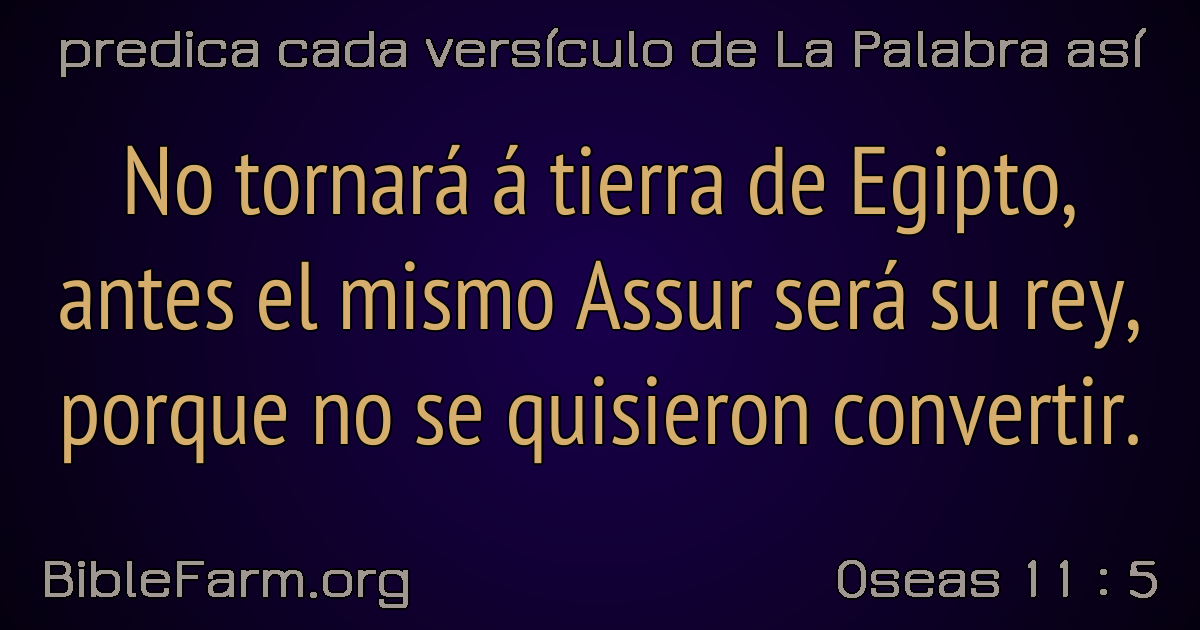 predica cada versículo de La Palabra así
No tornará á tierra de Egipto,
antes el mismo Assur será su rey,
porque no se quisieron convertir.
BibleFarm.org
Oseas 11 : 5